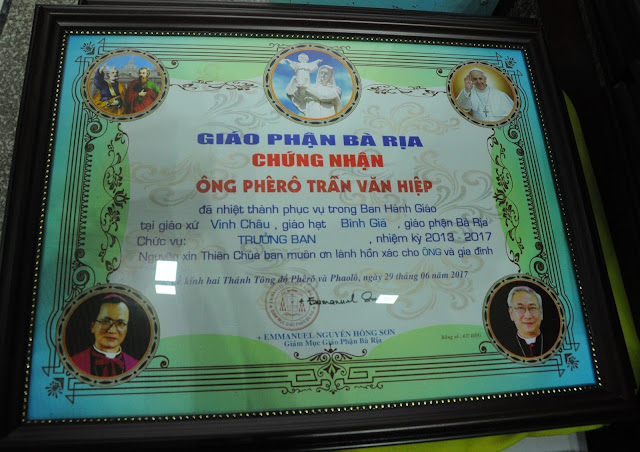 GIÁO PHẬN BÀ RỊA
CHỨNG NHẬN
ÔNG PHÊRÔ TRẦN VĂN HIỆP
đã nhiệt thành phục vụ trong Ban Hành Giáo
tại giáo xứ Vinh Châu, giáo hạt Bình Giã, giáo phận Bà Rịa
Chức vụ: TRƯỞNG BAN, nhiệm kỳ 2013 - 2017
Nguyện xin Thiên Chúa ban muôn ơn lành hồn xác cho ÔNG và gia đình
kính hai Thánh Tông đồ Phêrô và Phaolô, ngày 29 tháng 06 năm 2017
+ Emmanuel
+ EMMANUEL NGUYỄN HỒNG SƠN
Giám Mục Giáo Phận Bà Rịa